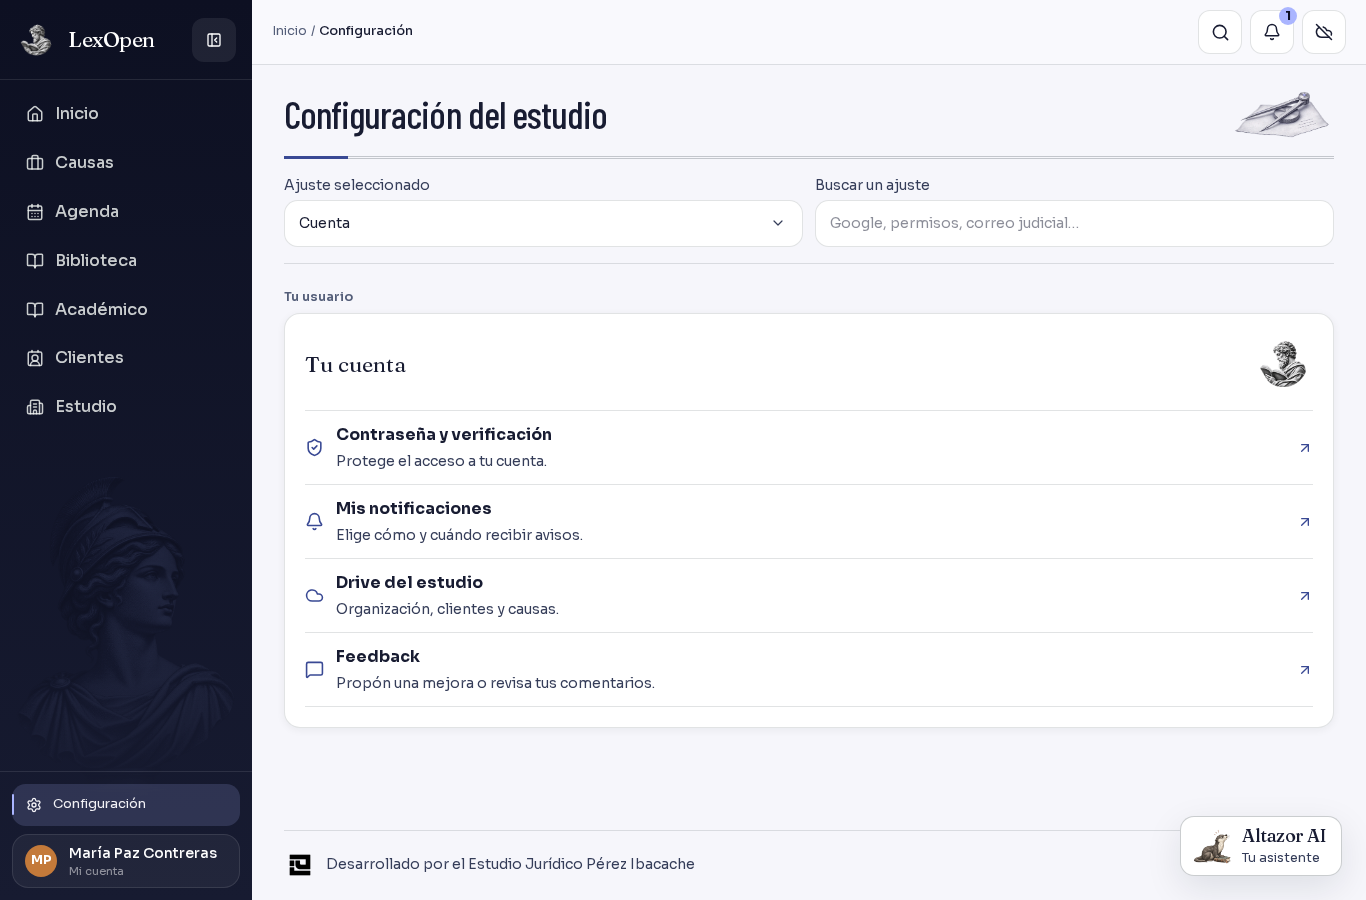 LexOpen
Inicio
Causas
Agenda
Biblioteca
Académico
Clientes
Estudio
Configuración
MP
María Paz Contreras
Mi cuenta
Inicio / Configuración
1
Configuración del estudio
Ajuste seleccionado
Cuenta
Buscar un ajuste
Google, permisos, correo judicial...
Tu usuario
Tu cuenta
Contraseña y verificación
Protege el acceso a tu cuenta.
Mis notificaciones
Elige cómo y cuándo recibir avisos.
Drive del estudio
Organización, clientes y causas.
Feedback
Propón una mejora o revisa tus comentarios.
Desarrollado por el Estudio Jurídico Pérez Ibacache
Altazor AI
Tu asistente